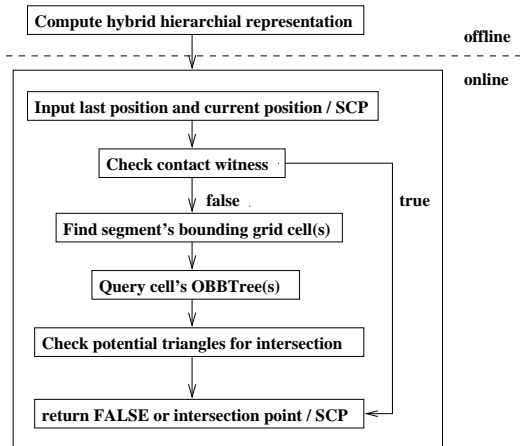 Compute hybrid hierarchial representation
offline
online
Input last position and current position / SCP
Check contact witness
false
true
Find segment's bounding grid cell(s)
Query cell's OBBTree(s)
Check potential triangles for intersection
return FALSE or intersection point / SCP